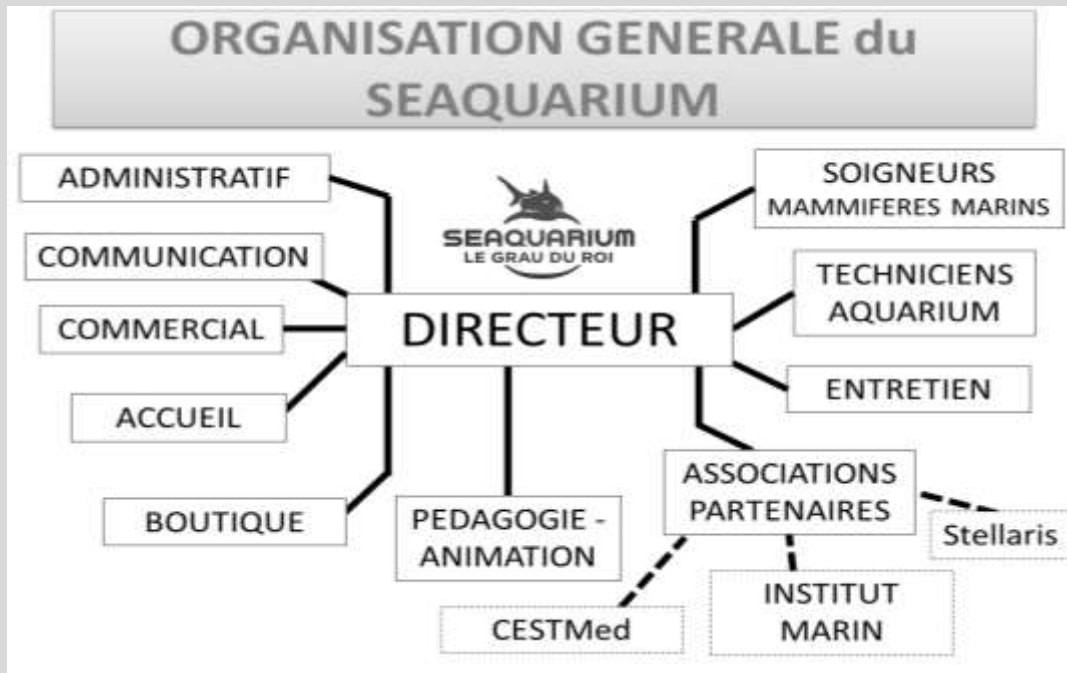 ORGANISATION GENERALE du
SEAQUARIUM
ADMINISTRATIF
COMMUNICATION
COMMERCIAL
ACCUEIL
BOUTIQUE
SEAQUARIUM
LE GRAU DU ROI
DIRECTEUR
PEDAGOGIE -
ANIMATION
SOIGNEURS
MAMMIFERES MARINS
TECHNICIENS
AQUARIUM
ENTRETIEN
ASSOCIATIONS
PARTENAIRES
Stellaris
INSTITUT
MARIN
CESTMed